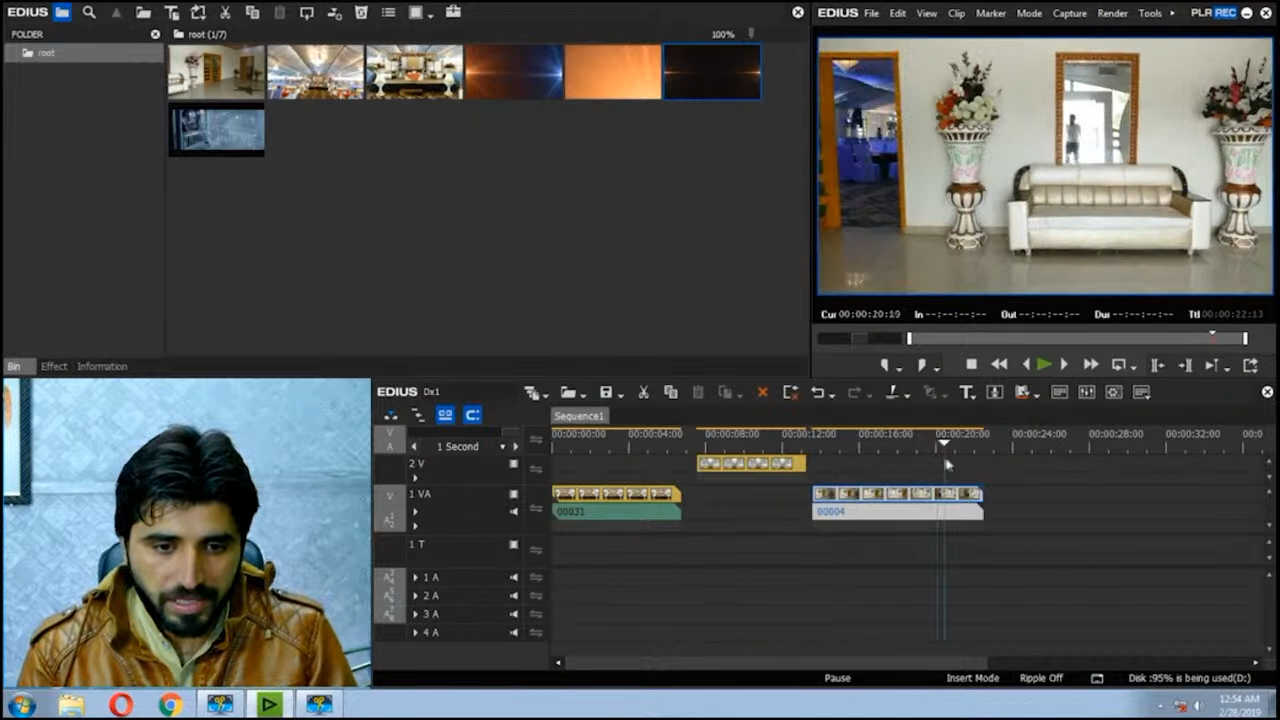 EDIUS
FOLDER
root (1/7)
100%
root
Bin Effect Information
EDIUS File Edit View Clip Marker Mode Capture Render Tools PLR REC
Cur 00:00:20:19 In --:--:--:-- Out --:--:--:-- Dur --:--:--:-- Ttl 00:00:22:13
EDIUS Dx1
Sequence1
V
A
1 Second
00:00:00:00 00:00:04:00 00:00:08:00 00:00:12:00 00:00:16:00 00:00:20:00 00:00:24:00 00:00:28:00 00:00:32:00 00:0
2 V
V
1 VA
A 1 2
00031
00004
1 T
1 A
2 A
3 A
4 A
Pause Insert Mode Ripple Off Disk :95% is being used(D:)
12:54 AM
2/28/2019